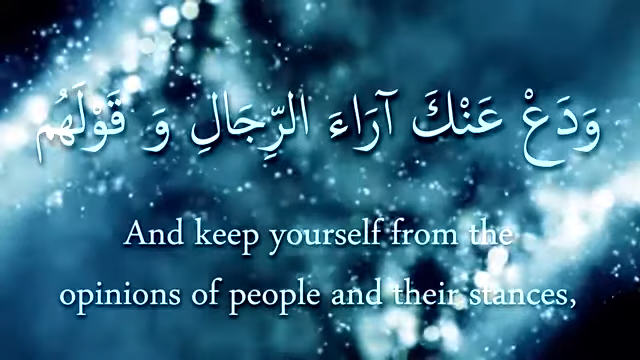 وَدَعْ عَنْكَ آرَاءَ الرِّجَالِ وَ قَوْلَهُم
And keep yourself from the
opinions of people and their stances,